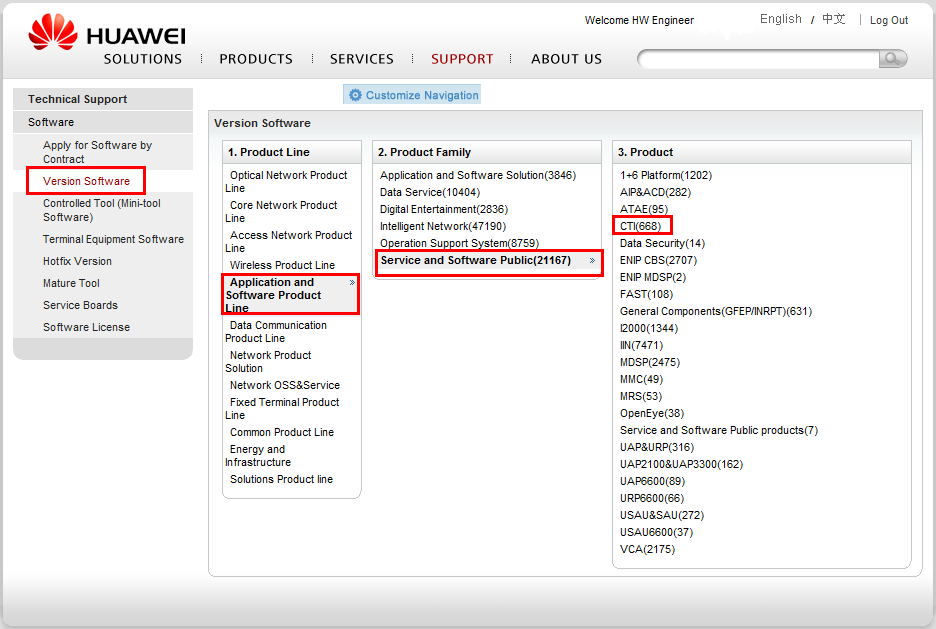 Welcome HW Engineer
English / 中文 | Log Out
HUAWEI
SOLUTIONS
PRODUCTS
SERVICES
SUPPORT
ABOUT US
Customize Navigation
Technical Support
Software
Apply for Software by
Contract
Version Software
Controlled Tool (Mini-tool
Software)
Terminal Equipment Software
Hotfix Version
Mature Tool
Service Boards
Software License
Version Software
1. Product Line
Optical Network Product
Line
Core Network Product
Line
Access Network Product
Line
Wireless Product Line
Application and
Software Product
Line
»
Data Communication
Product Line
Network Product
Solution
Network OSS&Service
Fixed Terminal Product
Line
Common Product Line
Energy and
Infrastructure
Solutions Product line
2. Product Family
Application and Software Solution(3846)
Data Service(10404)
Digital Entertainment(2836)
Intelligent Network(47190)
Operation Support System(8759)
Service and Software Public(21167) »
3. Product
1+6 Platform(1202)
AIP&ACD(282)
ATAE(95)
CTI(668)
Data Security(14)
ENIP CBS(2707)
ENIP MDSP(2)
FAST(108)
General Components(GFEP/INRPT)(631)
I2000(1344)
IIN(7471)
MDSP(2475)
MMC(49)
MRS(53)
OpenEye(38)
Service and Software Public products(7)
UAP&URP(316)
UAP2100&UAP3300(162)
UAP6600(89)
URP6600(66)
USAU&SAU(272)
USAU6600(37)
VCA(2175)